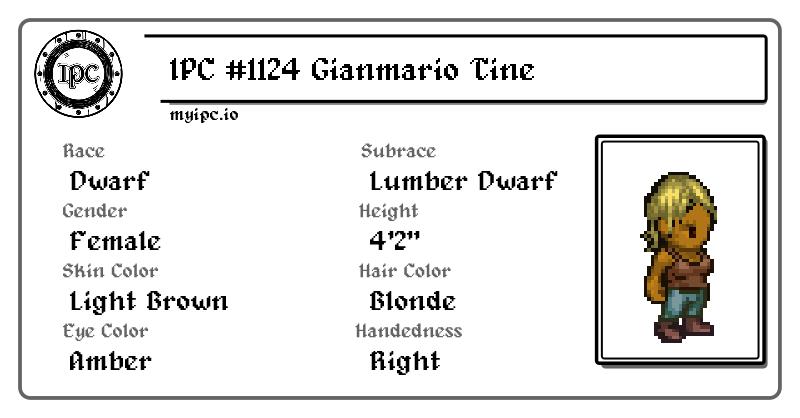 IPC
IPC #1124 Gianmario Tine
myipc.io
Race
Dwarf
Subrace
Lumber Dwarf
Gender
Female
Height
4'2"
Skin Color
Light Brown
Hair Color
Blonde
Eye Color
Amber
Handedness
Right